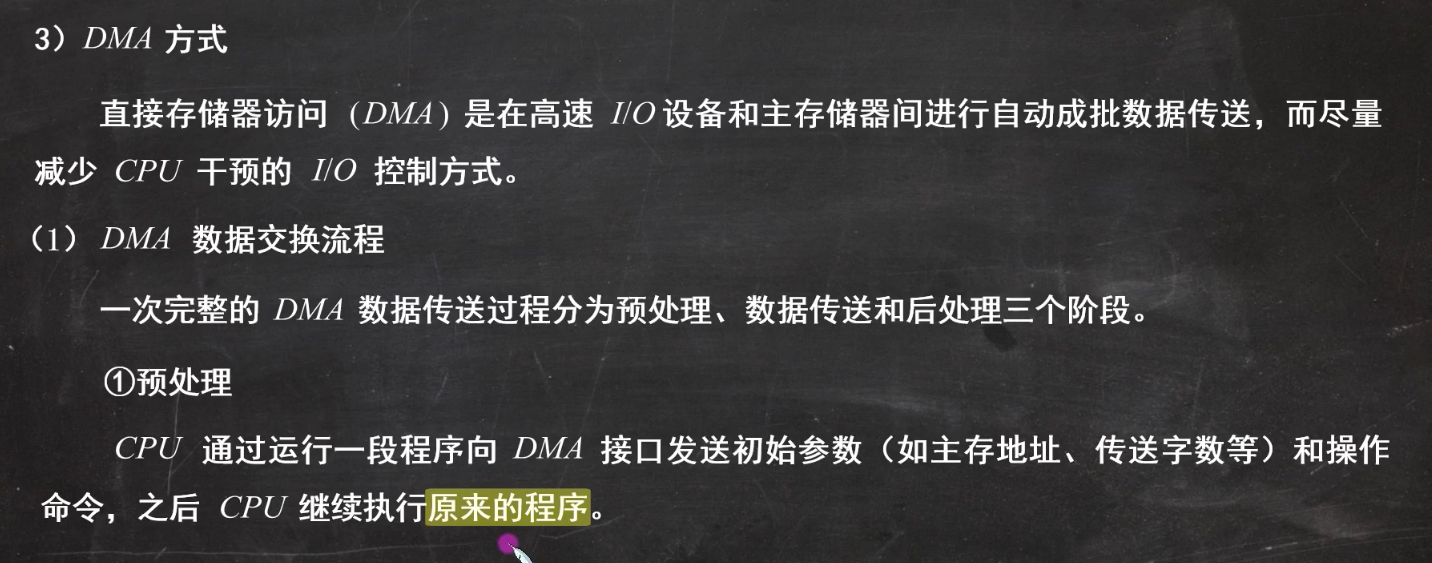 3）DMA 方式
直接存储器访问（DMA）是在高速 I/O 设备和主存储器间进行自动成批数据传送，而尽量
减少 CPU 干预的 I/O 控制方式。
（1） DMA 数据交换流程
一次完整的 DMA 数据传送过程分为预处理、数据传送和后处理三个阶段。
①预处理
CPU 通过运行一段程序向 DMA 接口发送初始参数（如主存地址、传送字数等）和操作
命令，之后 CPU 继续执行原来的程序。